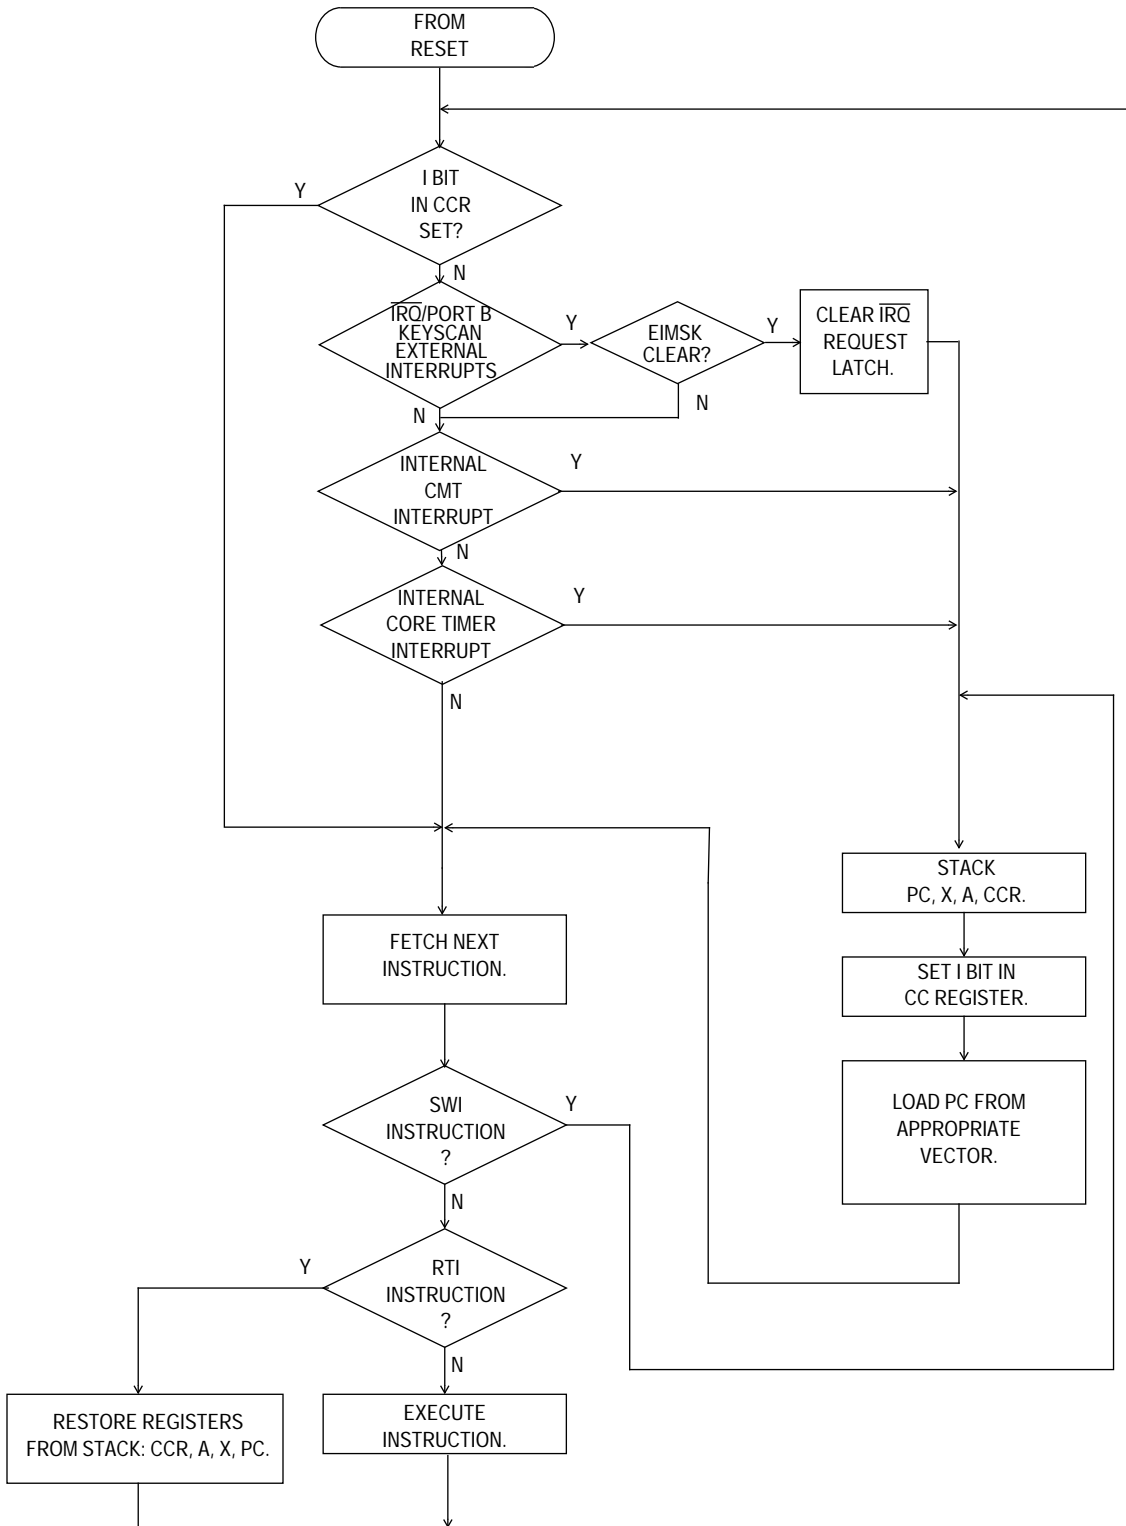 FROM
RESET
I BIT
IN CCR
SET?
Y
N
IRQ/PORT B
KEYSCAN
EXTERNAL
INTERRUPTS
Y
N
EIMSK
CLEAR?
Y
N
CLEAR IRQ
REQUEST
LATCH.
INTERNAL
CMT
INTERRUPT
Y
N
INTERNAL
CORE TIMER
INTERRUPT
Y
N
STACK
PC, X, A, CCR.
SET I BIT IN
CC REGISTER.
LOAD PC FROM
APPROPRIATE
VECTOR.
FETCH NEXT
INSTRUCTION.
SWI
INSTRUCTION
?
Y
N
RTI
INSTRUCTION
?
Y
N
RESTORE REGISTERS
FROM STACK: CCR, A, X, PC.
EXECUTE
INSTRUCTION.